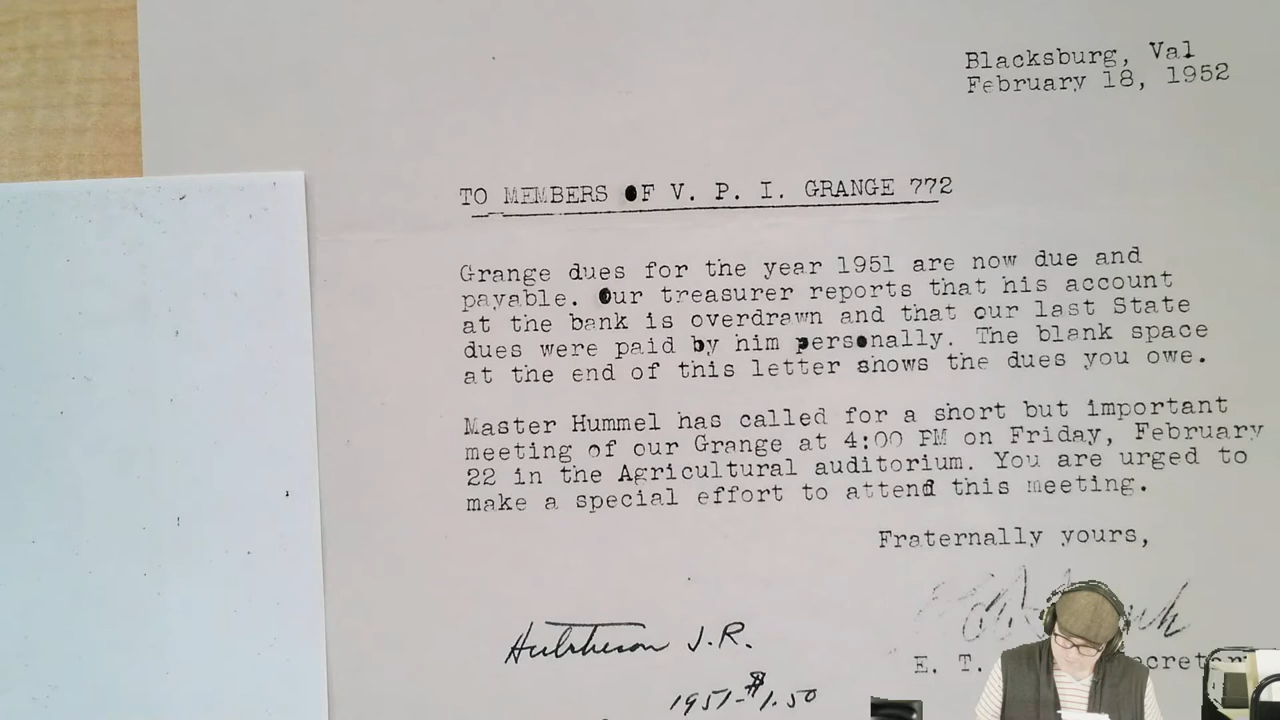 Blacksburg, Val
February 18, 1952
TO MEMBERS OF V. P. I. GRANGE 772
Grange dues for the year 1951 are now due and
payable. Our treasurer reports that his account
at the bank is overdrawn and that our last State
dues were paid by him personally. The blank space
at the end of this letter shows the dues you owe.
Master Hummel has called for a short but important
meeting of our Grange at 4:00 PM on Friday, February
22 in the Agricultural auditorium. You are urged to
make a special effort to attend this meeting.
Fraternally yours,
E. T.
Hutcheson J.R.
1951-$1.50